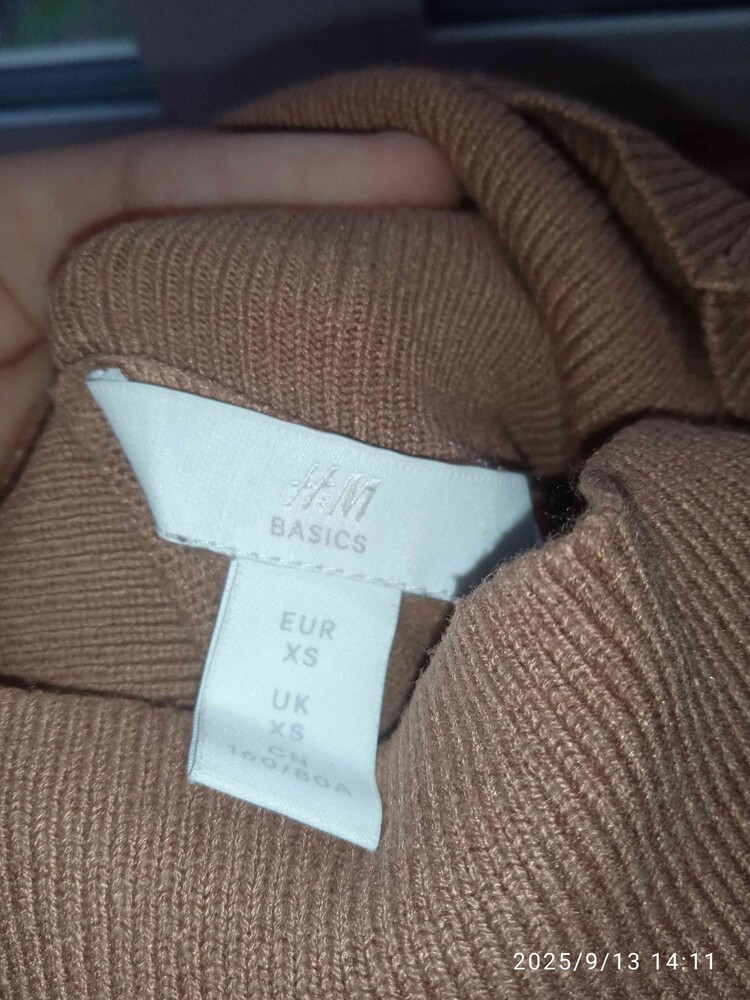 H&M
BASICS
EUR
XS
UK
XS
CN
160/80A
2025/9/13 14:11